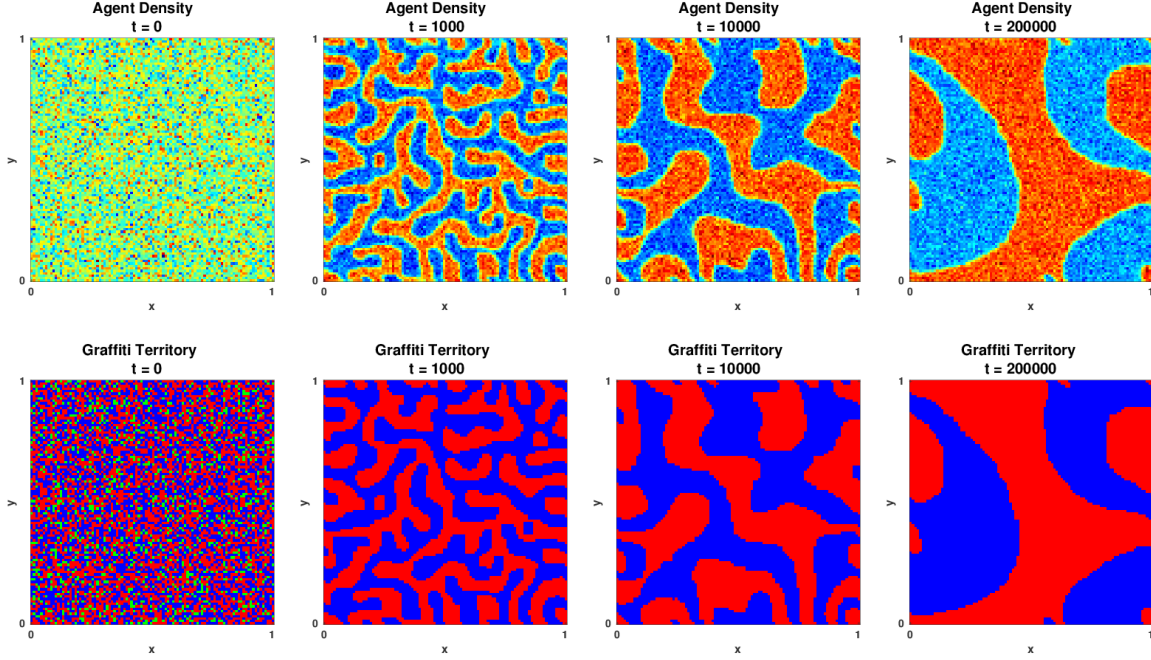 Agent Density
t = 0
1
y
0
0
1
x
Agent Density
t = 1000
1
y
0
0
1
x
Agent Density
t = 10000
1
y
0
0
1
x
Agent Density
t = 200000
1
y
0
0
1
x
Graffiti Territory
t = 0
1
y
0
0
1
x
Graffiti Territory
t = 1000
1
y
0
0
1
x
Graffiti Territory
t = 10000
1
y
0
0
1
x
Graffiti Territory
t = 200000
1
y
0
0
1
x